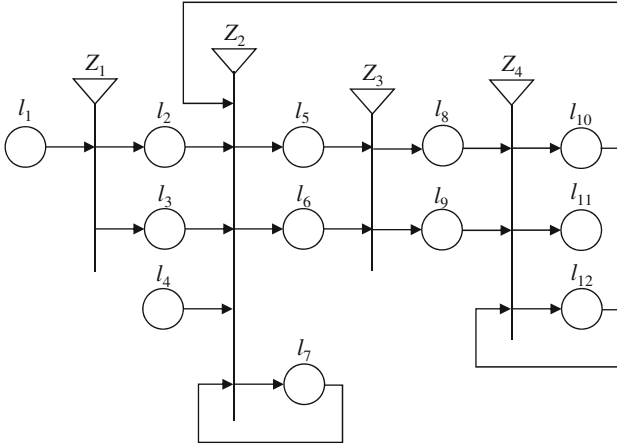 Z₂
Z₁ Z₃ Z₄
l₁ l₂ l₅ l₈ l₁₀
l₃ l₆ l₉ l₁₁
l₄ l₁₂
l₇